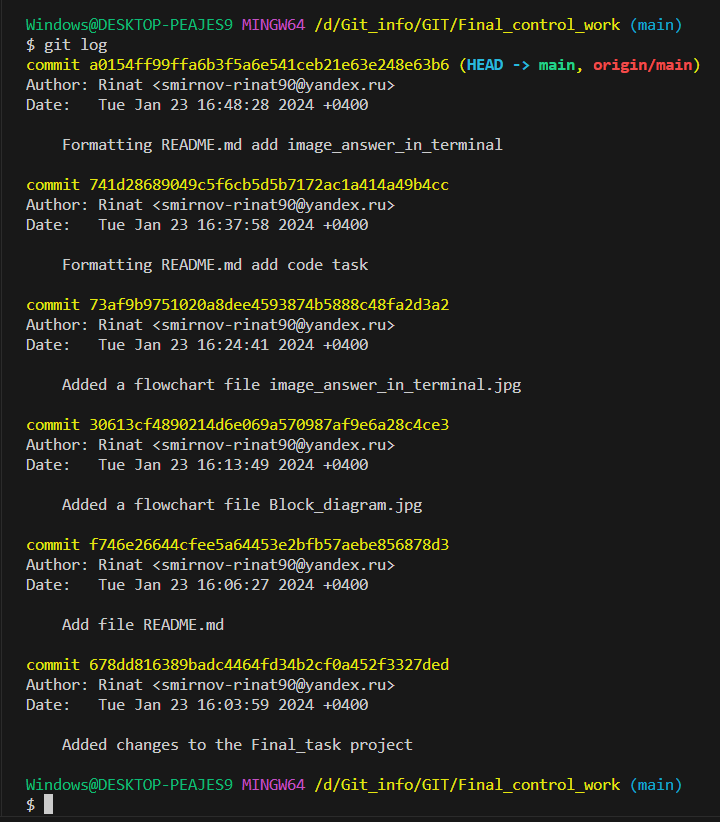 Windows@DESKTOP-PEAJES9 MINGW64 /d/Git_info/GIT/Final_control_work (main)
$ git log
commit a0154ff99ffa6b3f5a6e541ceb21e63e248e63b6 (HEAD -> main, origin/main)
Author: Rinat <smirnov-rinat90@yandex.ru>
Date:   Tue Jan 23 16:48:28 2024 +0400
    Formatting README.md add image_answer_in_terminal
commit 741d28689049c5f6cb5d5b7172ac1a414a49b4cc
Author: Rinat <smirnov-rinat90@yandex.ru>
Date:   Tue Jan 23 16:37:58 2024 +0400
    Formatting README.md add code task
commit 73af9b9751020a8dee4593874b5888c48fa2d3a2
Author: Rinat <smirnov-rinat90@yandex.ru>
Date:   Tue Jan 23 16:24:41 2024 +0400
    Added a flowchart file image_answer_in_terminal.jpg
commit 30613cf4890214d6e069a570987af9e6a28c4ce3
Author: Rinat <smirnov-rinat90@yandex.ru>
Date:   Tue Jan 23 16:13:49 2024 +0400
    Added a flowchart file Block_diagram.jpg
commit f746e26644cfee5a64453e2bfb57aebe856878d3
Author: Rinat <smirnov-rinat90@yandex.ru>
Date:   Tue Jan 23 16:06:27 2024 +0400
    Add file README.md
commit 678dd816389badc4464fd34b2cf0a452f3327ded
Author: Rinat <smirnov-rinat90@yandex.ru>
Date:   Tue Jan 23 16:03:59 2024 +0400
    Added changes to the Final_task project
Windows@DESKTOP-PEAJES9 MINGW64 /d/Git_info/GIT/Final_control_work (main)
$